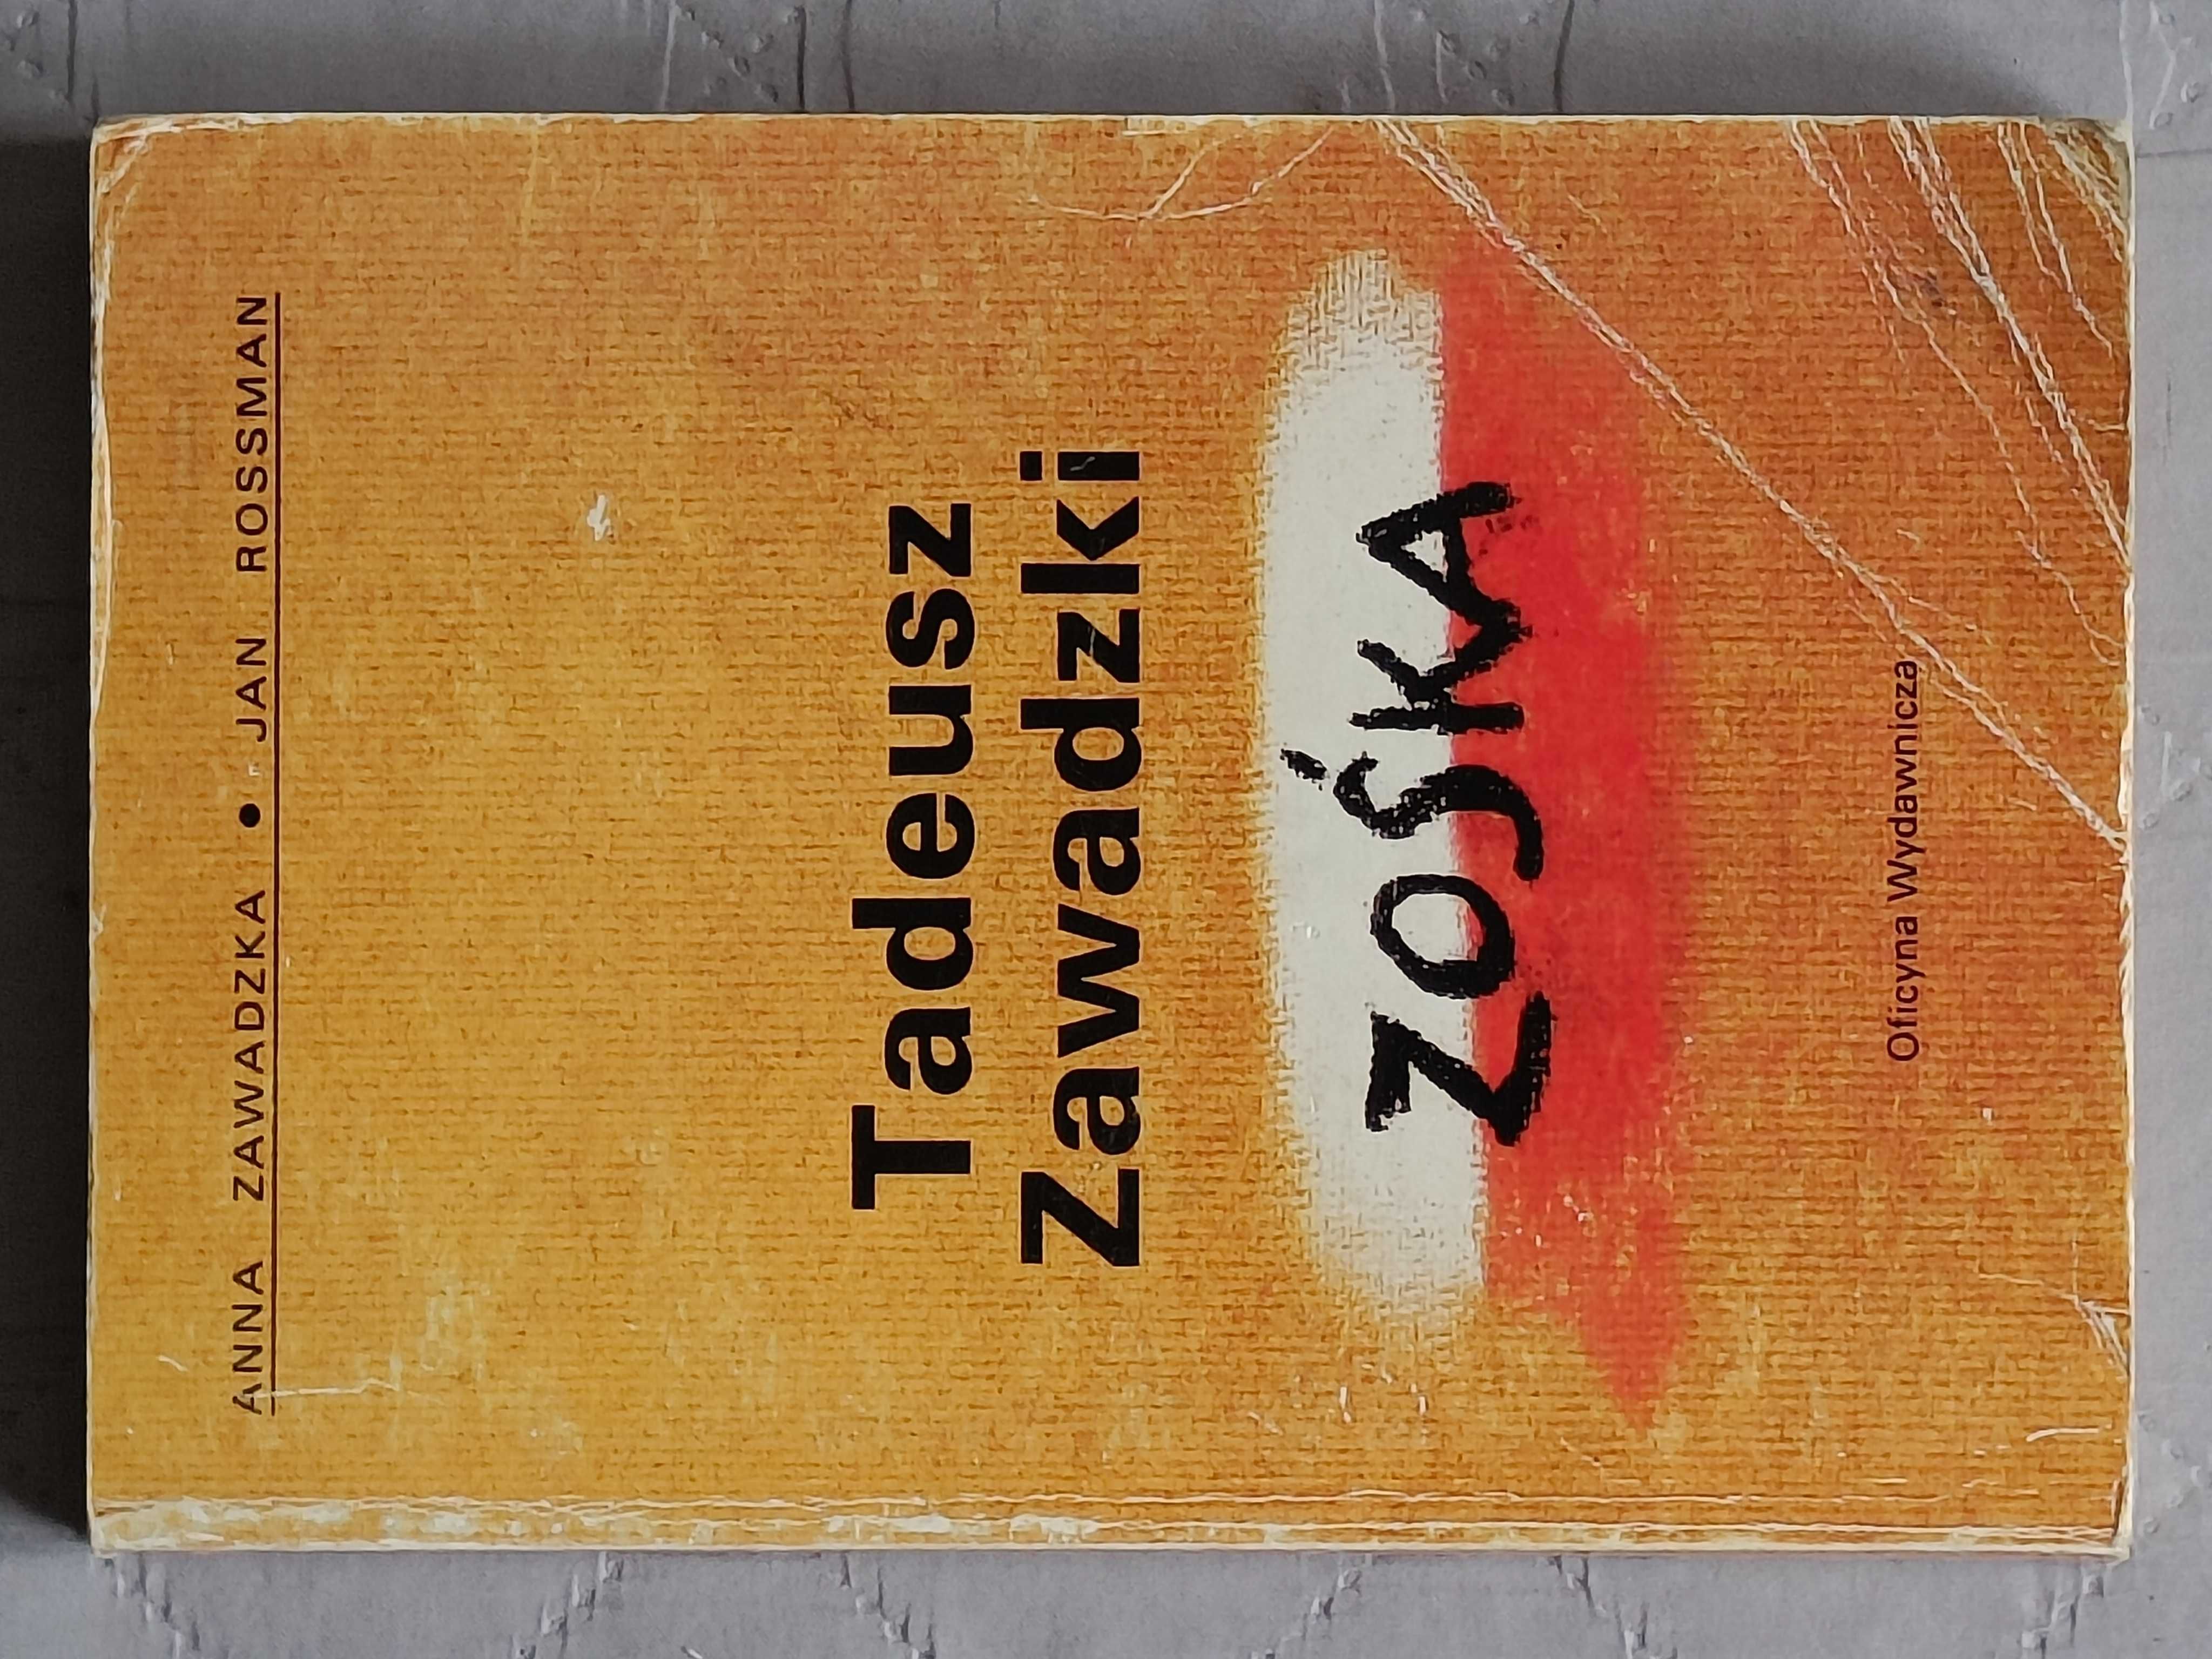 ANNA ZAWADZKA • JAN ROSSMAN
Tadeusz
Zawadzki
ZOŚKA
Oficyna Wydawnicza